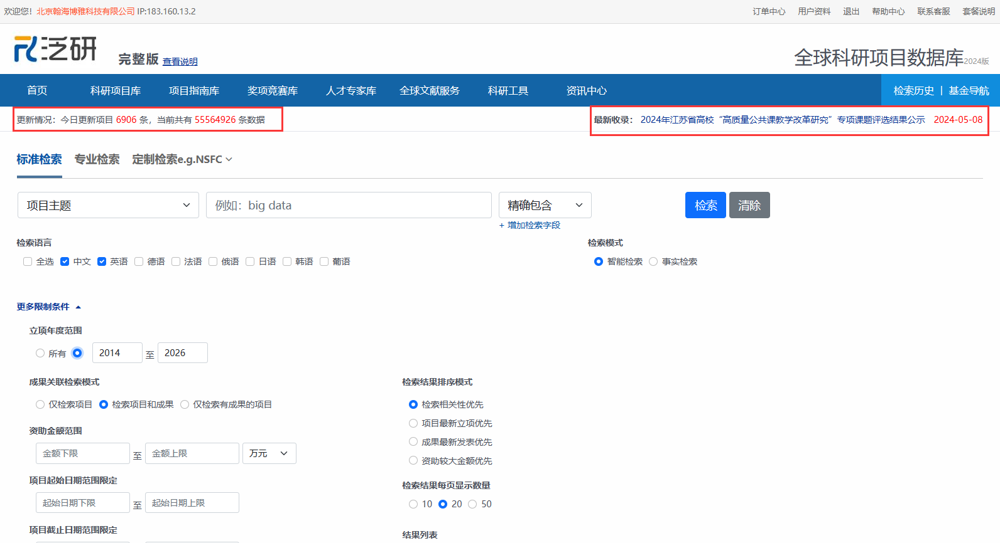 欢迎您！北京翰海博雅科技有限公司 IP:183.160.13.2
订单中心 用户资料 退出 帮助中心 联系客服 套餐说明
泛研 完整版 查看说明
全球科研项目数据库2024版
首页 科研项目库 项目指南库 奖项竞赛库 人才专家库 全球文献服务 科研工具 资讯中心 检索历史 | 基金导航
更新情况：今日更新项目 6906 条，当前共有 55564926 条数据
最新收录： 2024年江苏省高校“高质量公共课教学改革研究”专项课题评选结果公示 2024-05-08
标准检索 专业检索 定制检索e.g.NSFC
项目主题 例如：big data 精确包含 检索 清除
+ 增加检索字段
检索语言
全选 中文 英语 德语 法语 俄语 日语 韩语 葡语
检索模式
智能检索 事实检索
更多限制条件
立项年度范围
所有 2014 至 2026
成果关联检索模式
仅检索项目 检索项目和成果 仅检索有成果的项目
资助金额范围
金额下限 至 金额上限 万元
项目起始日期范围限定
起始日期下限 至 起始日期上限
项目截止日期范围限定
检索结果排序模式
检索相关性优先
项目最新立项优先
成果最新发表优先
资助较大金额优先
检索结果每页显示数量
10 20 50
结果列表